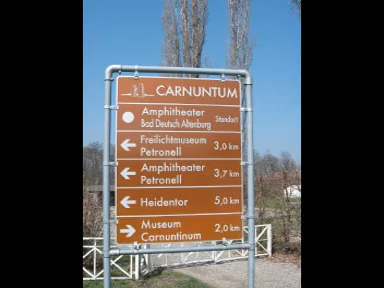 CARNUNTUM
Amphitheater
Bad Deutsch Altenburg Standort
Freilichtmuseum
Petronell 3,0 km
Amphitheater
Petronell 3,7 km
Heidentor 5,0 km
Museum
Carnuntinum 2,0 km